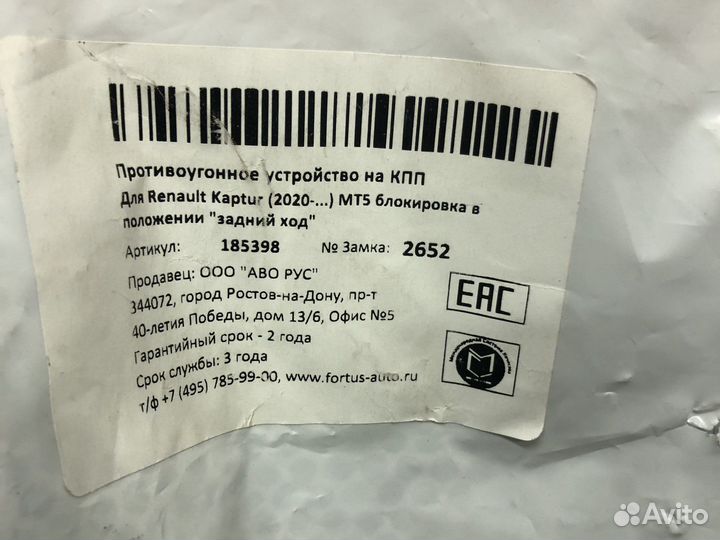 Противоугонное устройство на КПП
Для Renault Kaptur (2020-...) МТ5 блокировка в
положении "задний ход"
Артикул: 185398 № Замка: 2652
Продавец: ООО "АВО РУС"
344072, город Ростов-на-Дону, пр-т
40-летия Победы, дом 13/6, Офис №5
Гарантийный срок - 2 года
Срок службы: 3 года
т/ф +7 (495) 785-99-00, www.fortus-auto.ru
EAC
Avito